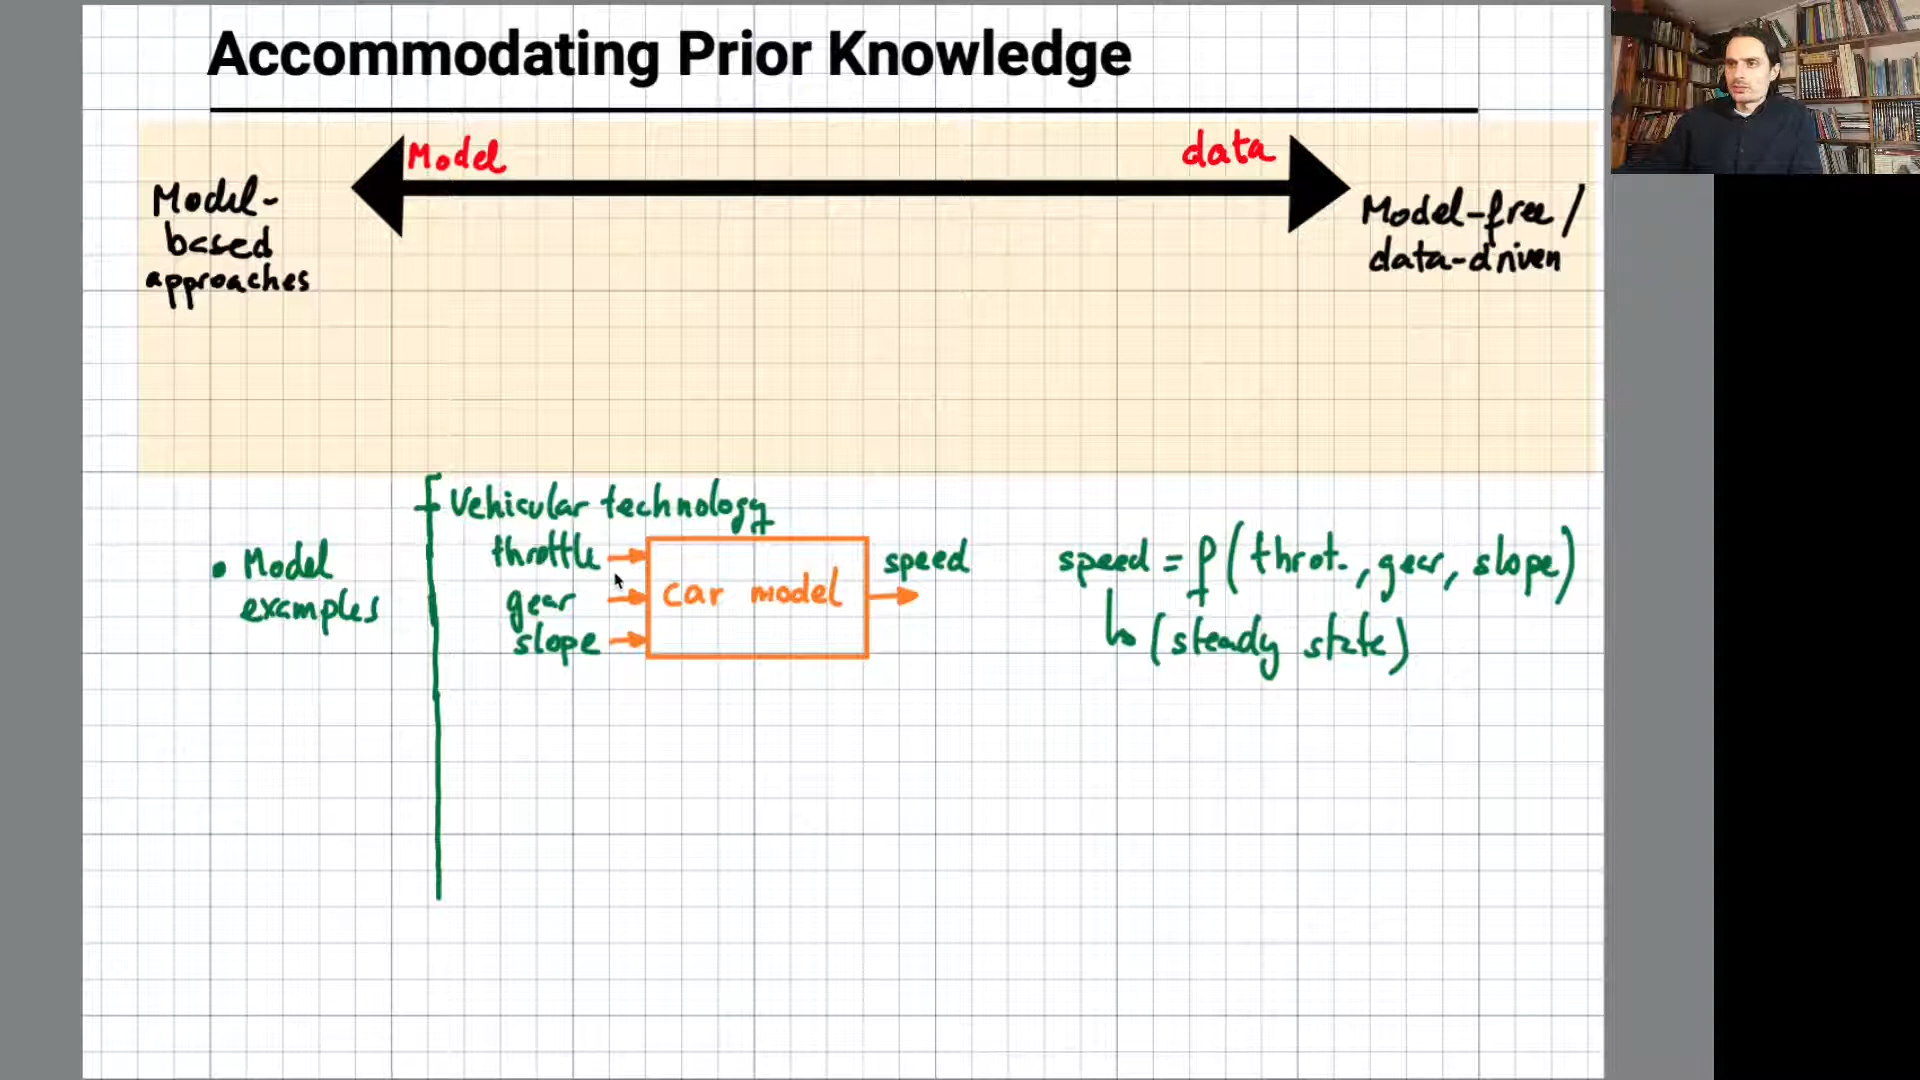 Accommodating Prior Knowledge
Model
data
Model-
based
approaches
Model-free /
data-driven
Vehicular technology
• Model
examples
throttle
gear
slope
car model
speed
speed = f(throt., gear, slope)
↳ (steady state)